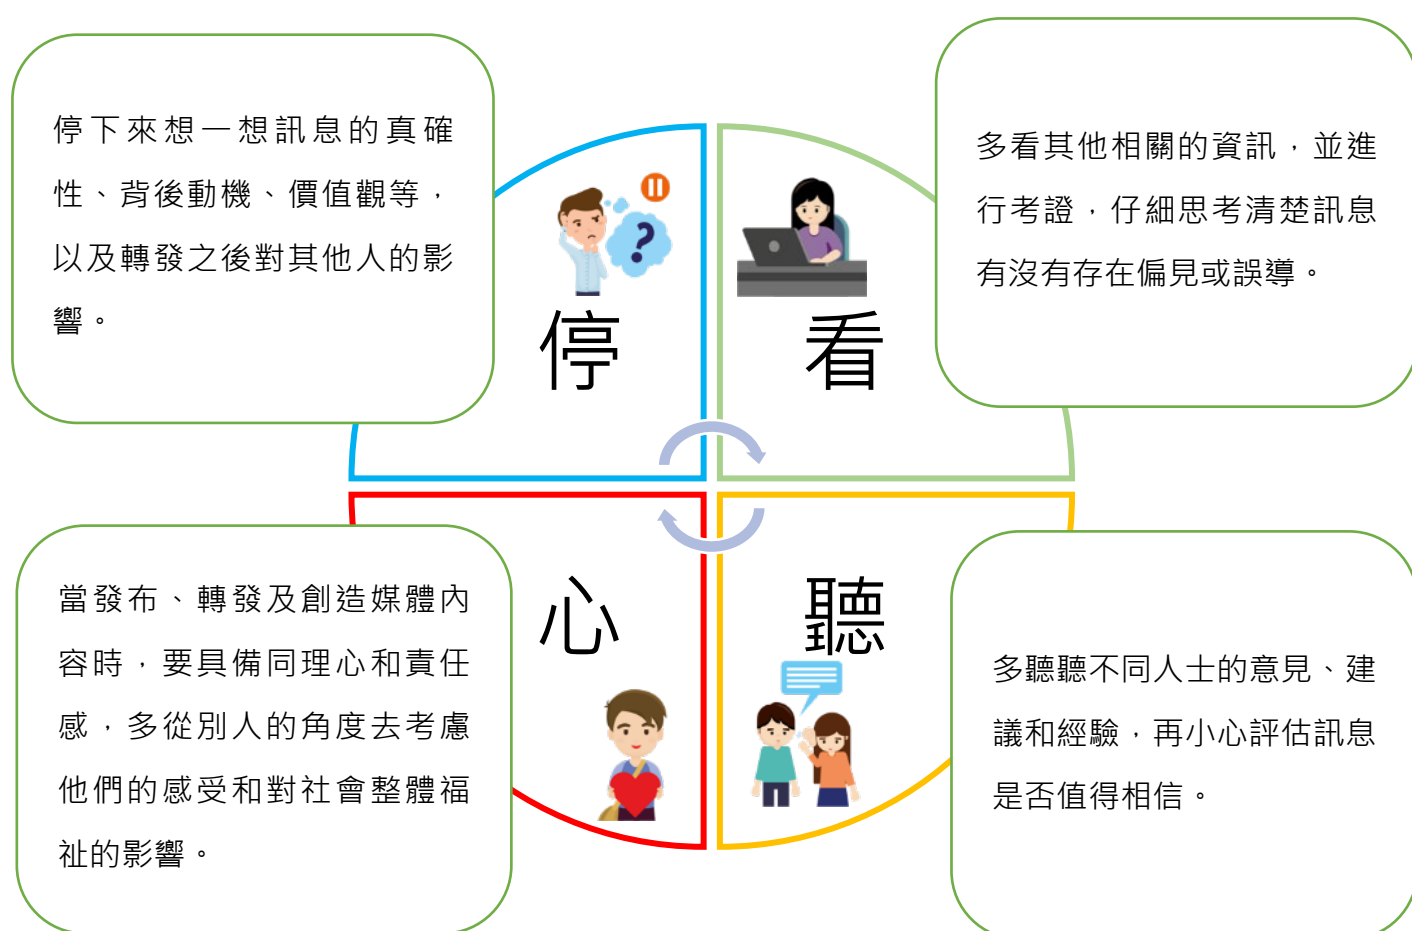 停下來想一想訊息的真確
性、背後動機、價值觀等，
以及轉發之後對其他人的影
響。
停
多看其他相關的資訊，並進
行考證，仔細思考清楚訊息
有沒有存在偏見或誤導。
看
當發布、轉發及創造媒體內
容時，要具備同理心和責任
感，多從別人的角度去考慮
他們的感受和對社會整體福
祉的影響。
心
聽
多聽聽不同人士的意見、建
議和經驗，再小心評估訊息
是否值得相信。
?